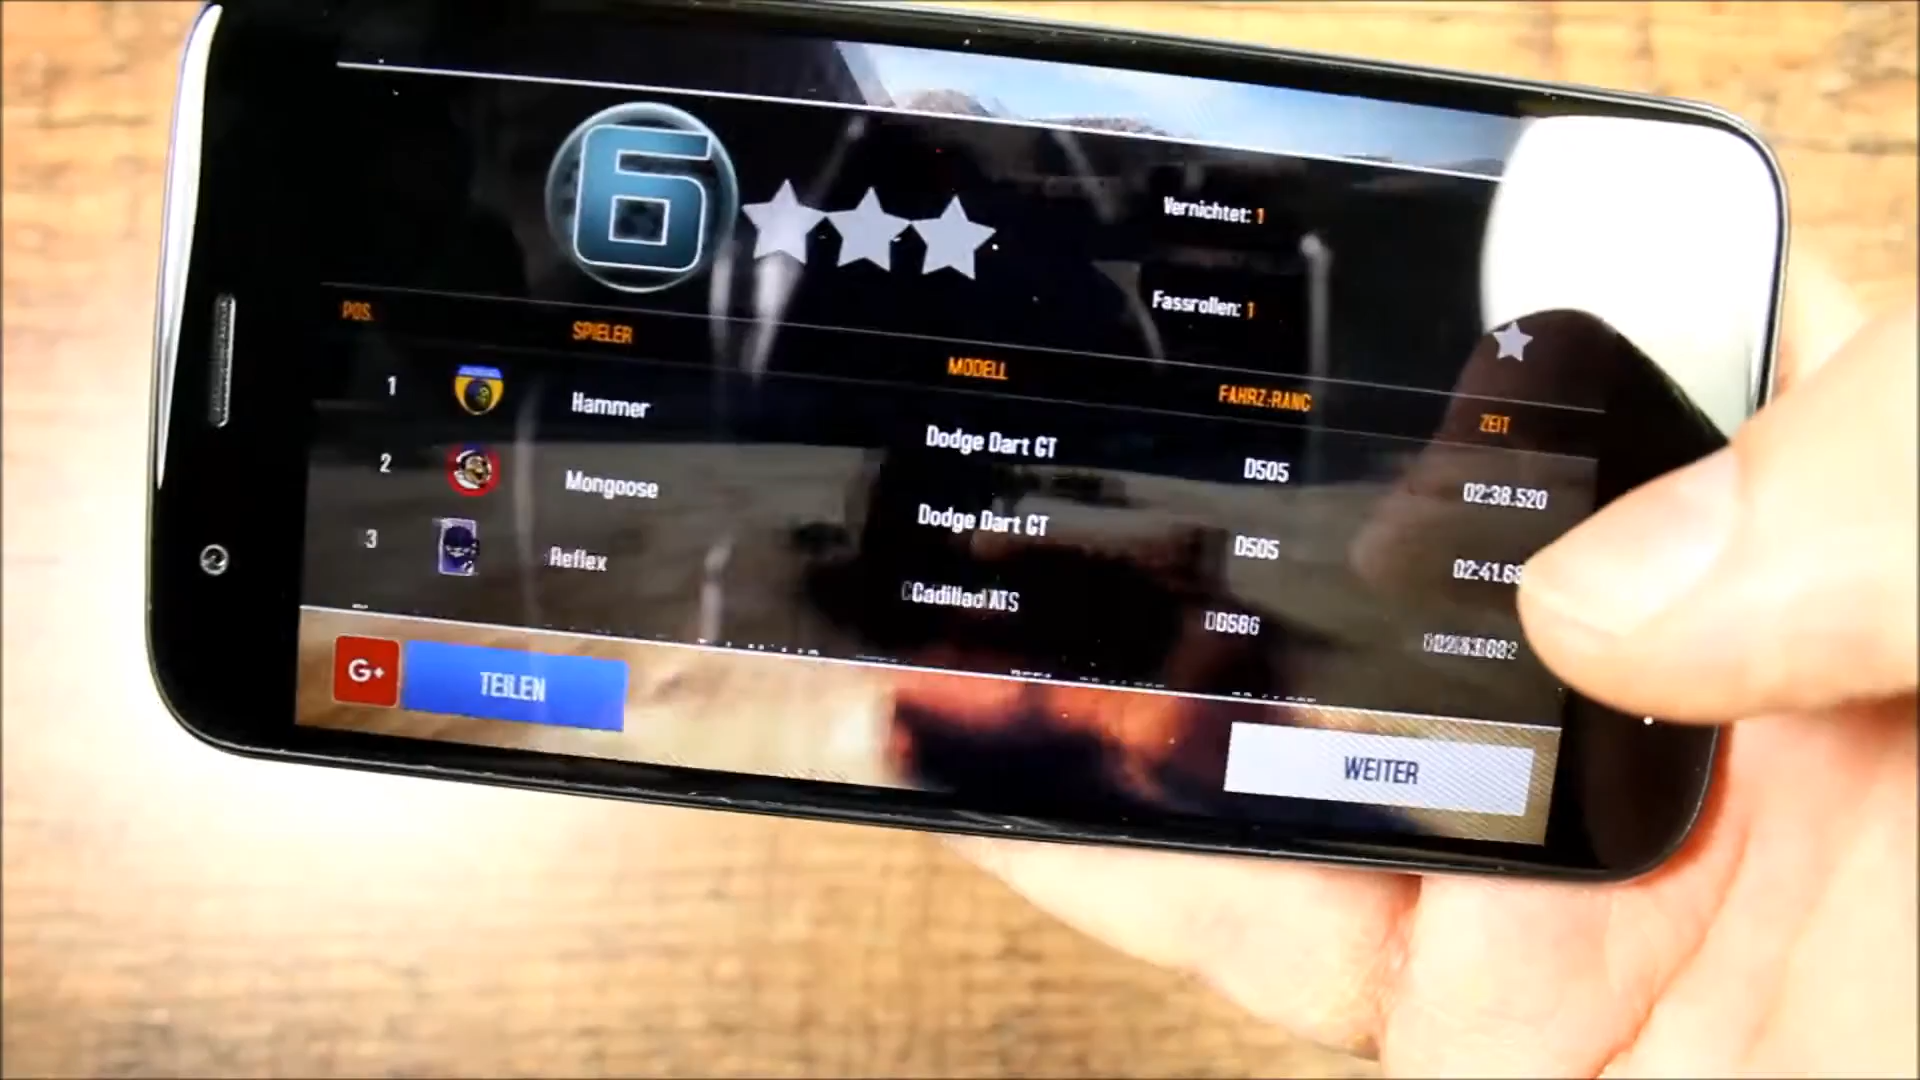 6
Vernichtet: 1
Fassrollen: 1
POS. SPIELER MODELL FAHRZ-RANG ZEIT
1 Hammer Dodge Dart GT D505 02:38.520
2 Mongoose Dodge Dart GT D505
3 Reflex Cadillac ATS
G+ TEILEN WEITER